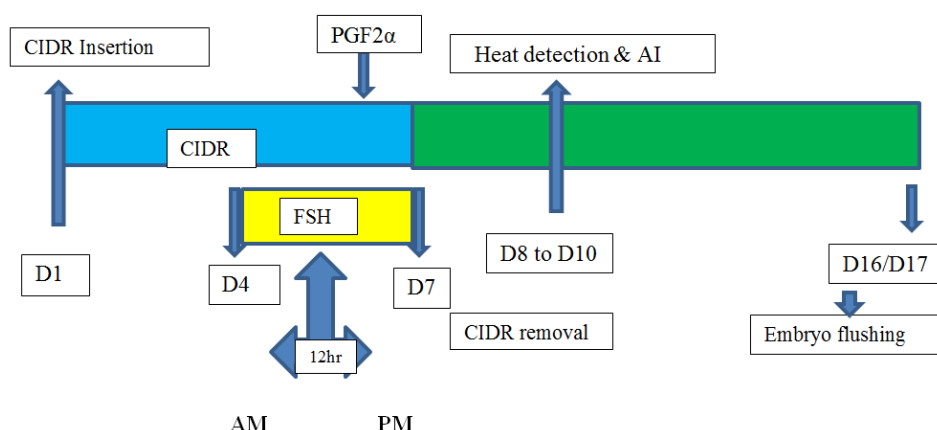 PGF2α
CIDR Insertion
Heat detection & AI
CIDR
FSH
D1
D4
D7
D8 to D10
D16/D17
CIDR removal
Embryo flushing
12hr
AM PM